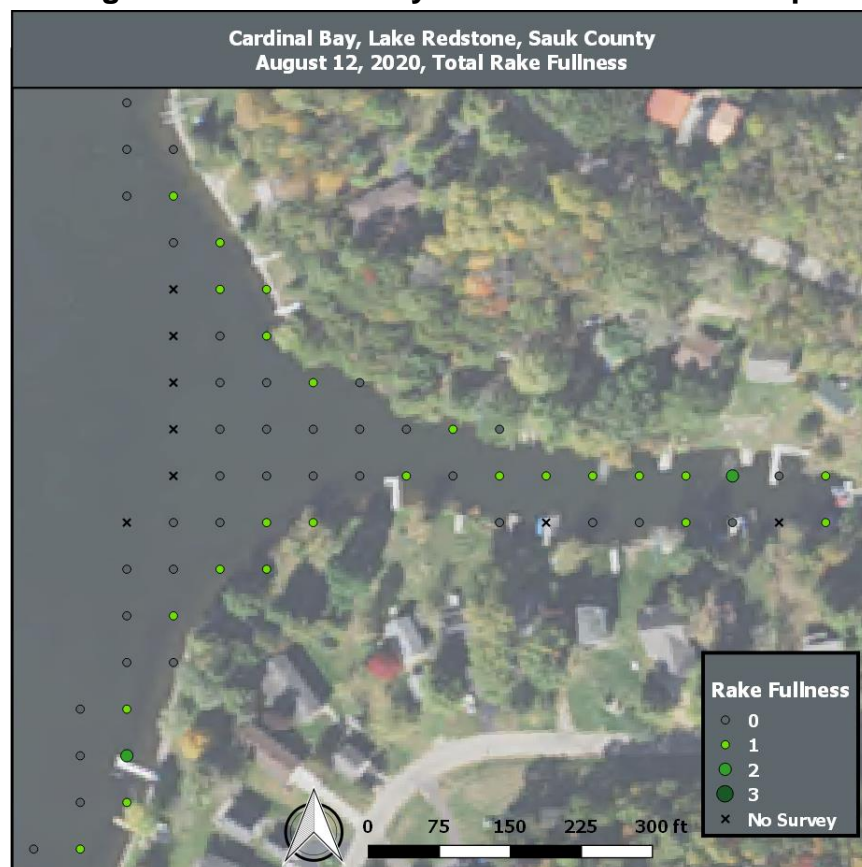 Cardinal Bay, Lake Redstone, Sauk County
August 12, 2020, Total Rake Fullness
Rake Fullness
0
1
2
3
No Survey
0 75 150 225 300 ft